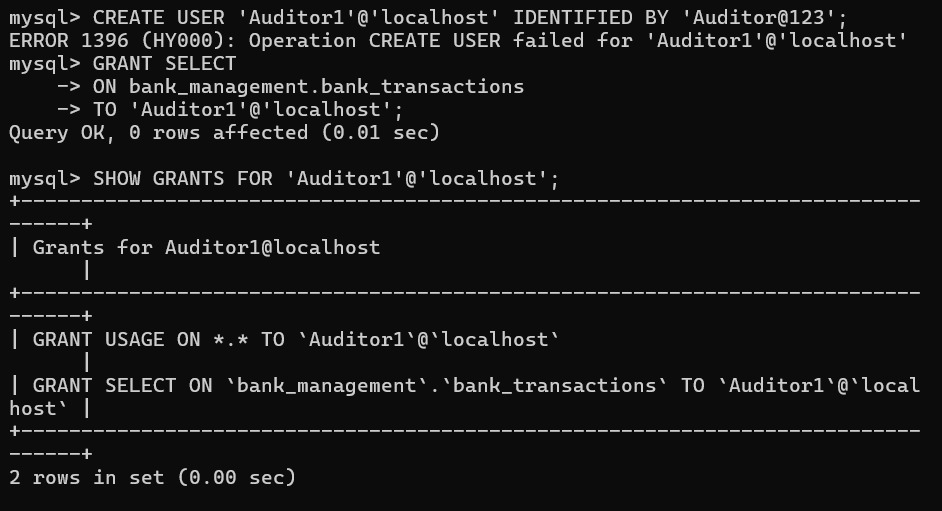 mysql> CREATE USER 'Auditor1'@'localhost' IDENTIFIED BY 'Auditor@123';
ERROR 1396 (HY000): Operation CREATE USER failed for 'Auditor1'@'localhost'
mysql> GRANT SELECT
    -> ON bank_management.bank_transactions
    -> TO 'Auditor1'@'localhost';
Query OK, 0 rows affected (0.01 sec)

mysql> SHOW GRANTS FOR 'Auditor1'@'localhost';
+---------------------------------------------------------------------------
------+
| Grants for Auditor1@localhost
      |
+---------------------------------------------------------------------------
------+
| GRANT USAGE ON *.* TO `Auditor1`@`localhost`
      |
| GRANT SELECT ON `bank_management`.`bank_transactions` TO `Auditor1`@`local
host` |
+---------------------------------------------------------------------------
------+
2 rows in set (0.00 sec)